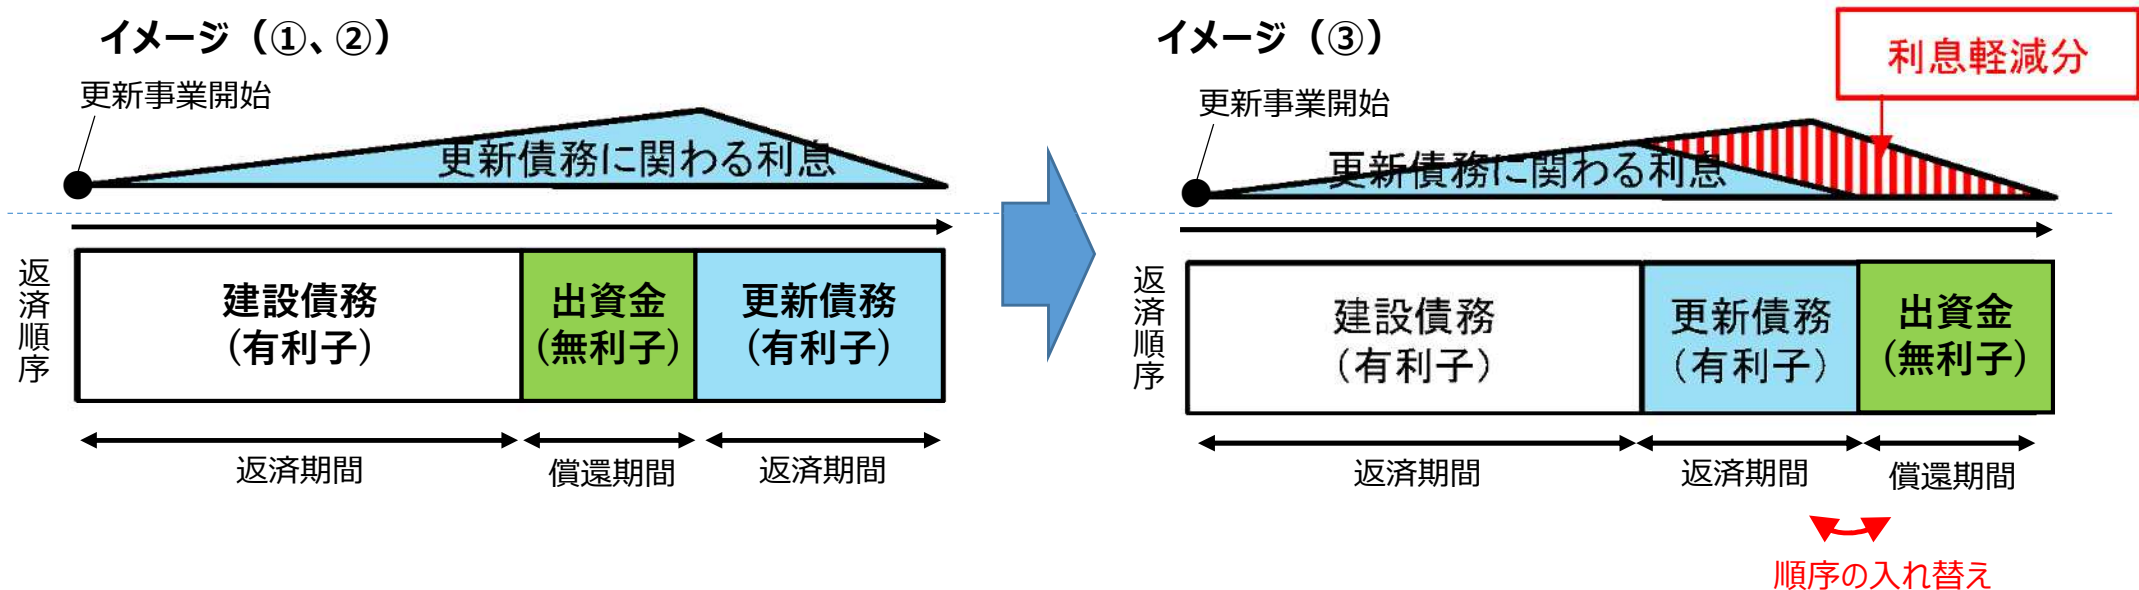 イメージ（①、②）
更新事業開始
更新債務に関わる利息
返済順序
建設債務
（有利子）
出資金
（無利子）
更新債務
（有利子）
返済期間
償還期間
返済期間
イメージ（③）
利息軽減分
更新事業開始
更新債務に関わる利息
返済順序
建設債務
（有利子）
更新債務
（有利子）
出資金
（無利子）
返済期間
返済期間
償還期間
順序の入れ替え